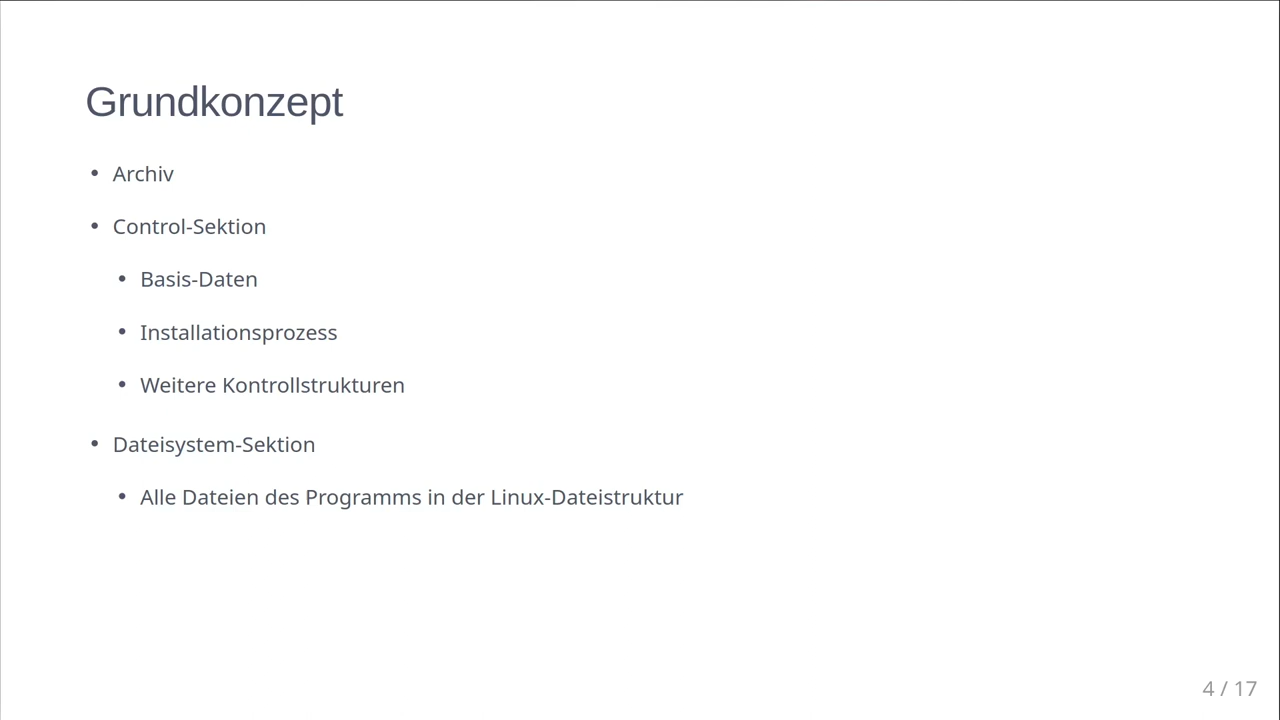 Grundkonzept
• Archiv
• Control-Sektion
• Basis-Daten
• Installationsprozess
• Weitere Kontrollstrukturen
• Dateisystem-Sektion
• Alle Dateien des Programms in der Linux-Dateistruktur
4 / 17